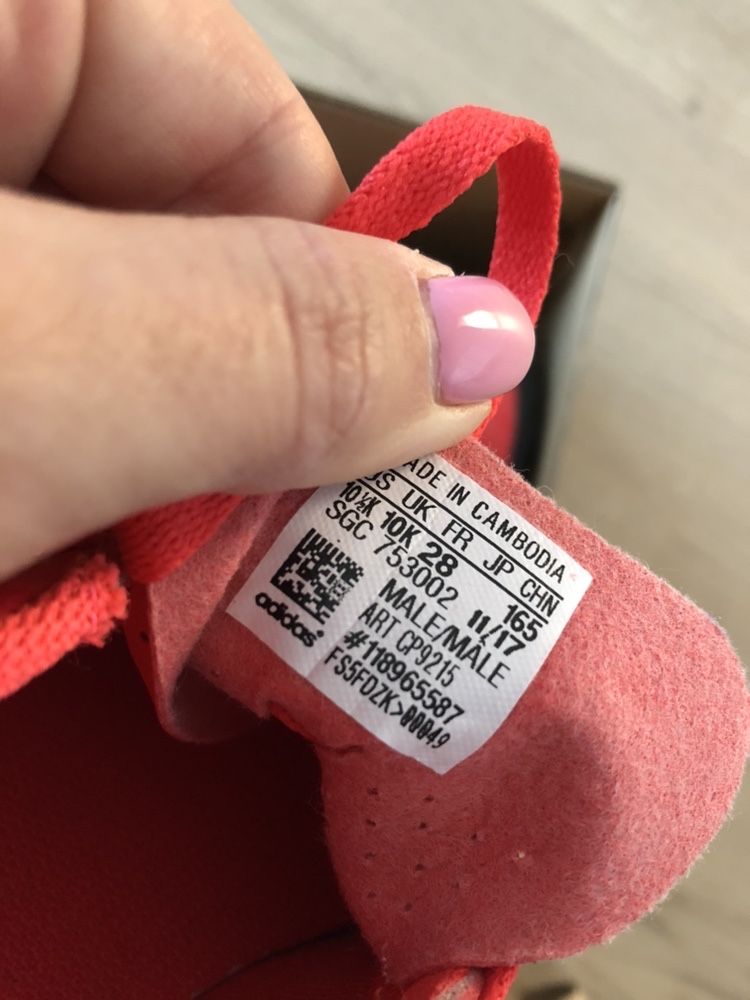 ADE IN CAMBODIA
US UK FR JP CHN
10½K 10K 28 165
SGC 753002 11/17
MALE/MALE
ART CP9215
#118965587
FS5FDZK>00049
adidas